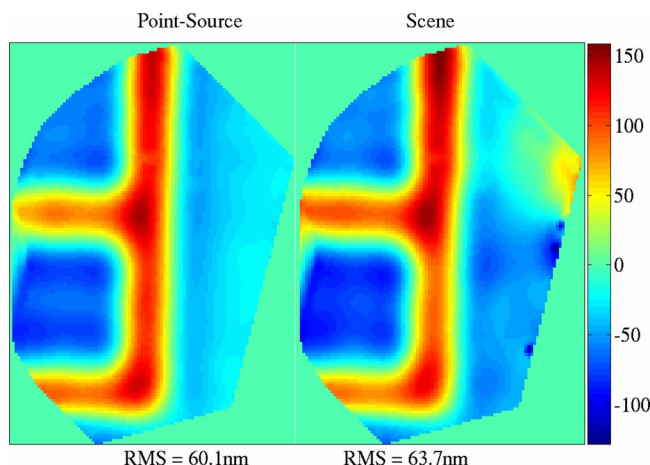 Point-Source
Scene
150
100
50
0
-50
-100
RMS = 60.1nm
RMS = 63.7nm